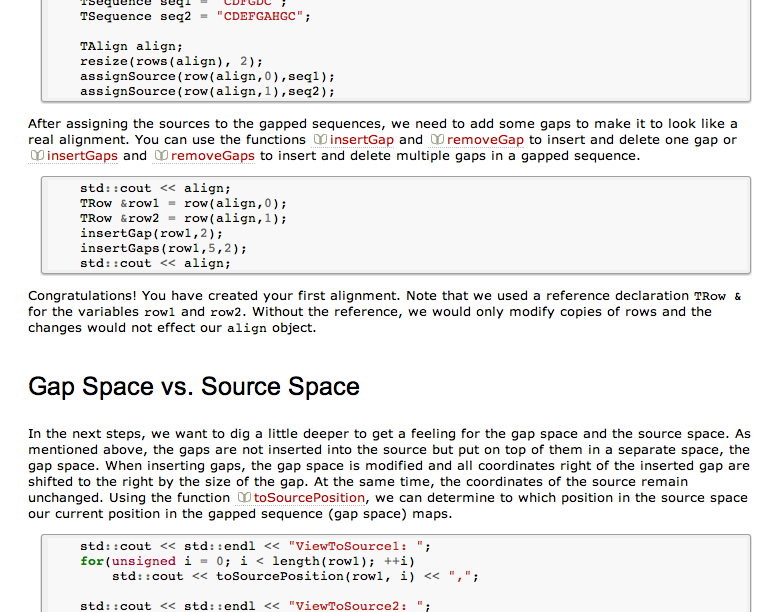 TSequence seq1 = "CDFGDC";
TSequence seq2 = "CDEFGAHGC";
TAlign align;
resize(rows(align), 2);
assignSource(row(align,0),seq1);
assignSource(row(align,1),seq2);
After assigning the sources to the gapped sequences, we need to add some gaps to make it to look like a
real alignment. You can use the functions insertGap and removeGap to insert and delete one gap or
insertGaps and removeGaps to insert and delete multiple gaps in a gapped sequence.
std::cout << align;
TRow &row1 = row(align,0);
TRow &row2 = row(align,1);
insertGap(row1,2);
insertGaps(row1,5,2);
std::cout << align;
Congratulations! You have created your first alignment. Note that we used a reference declaration TRow &
for the variables row1 and row2. Without the reference, we would only modify copies of rows and the
changes would not effect our align object.
Gap Space vs. Source Space
In the next steps, we want to dig a little deeper to get a feeling for the gap space and the source space. As
mentioned above, the gaps are not inserted into the source but put on top of them in a separate space, the
gap space. When inserting gaps, the gap space is modified and all coordinates right of the inserted gap are
shifted to the right by the size of the gap. At the same time, the coordinates of the source remain
unchanged. Using the function toSourcePosition, we can determine to which position in the source space
our current position in the gapped sequence (gap space) maps.
std::cout << std::endl << "ViewToSource1: ";
for(unsigned i = 0; i < length(row1); ++i)
std::cout << toSourcePosition(row1, i) << ",";
std::cout << std::endl << "ViewToSource2: ";